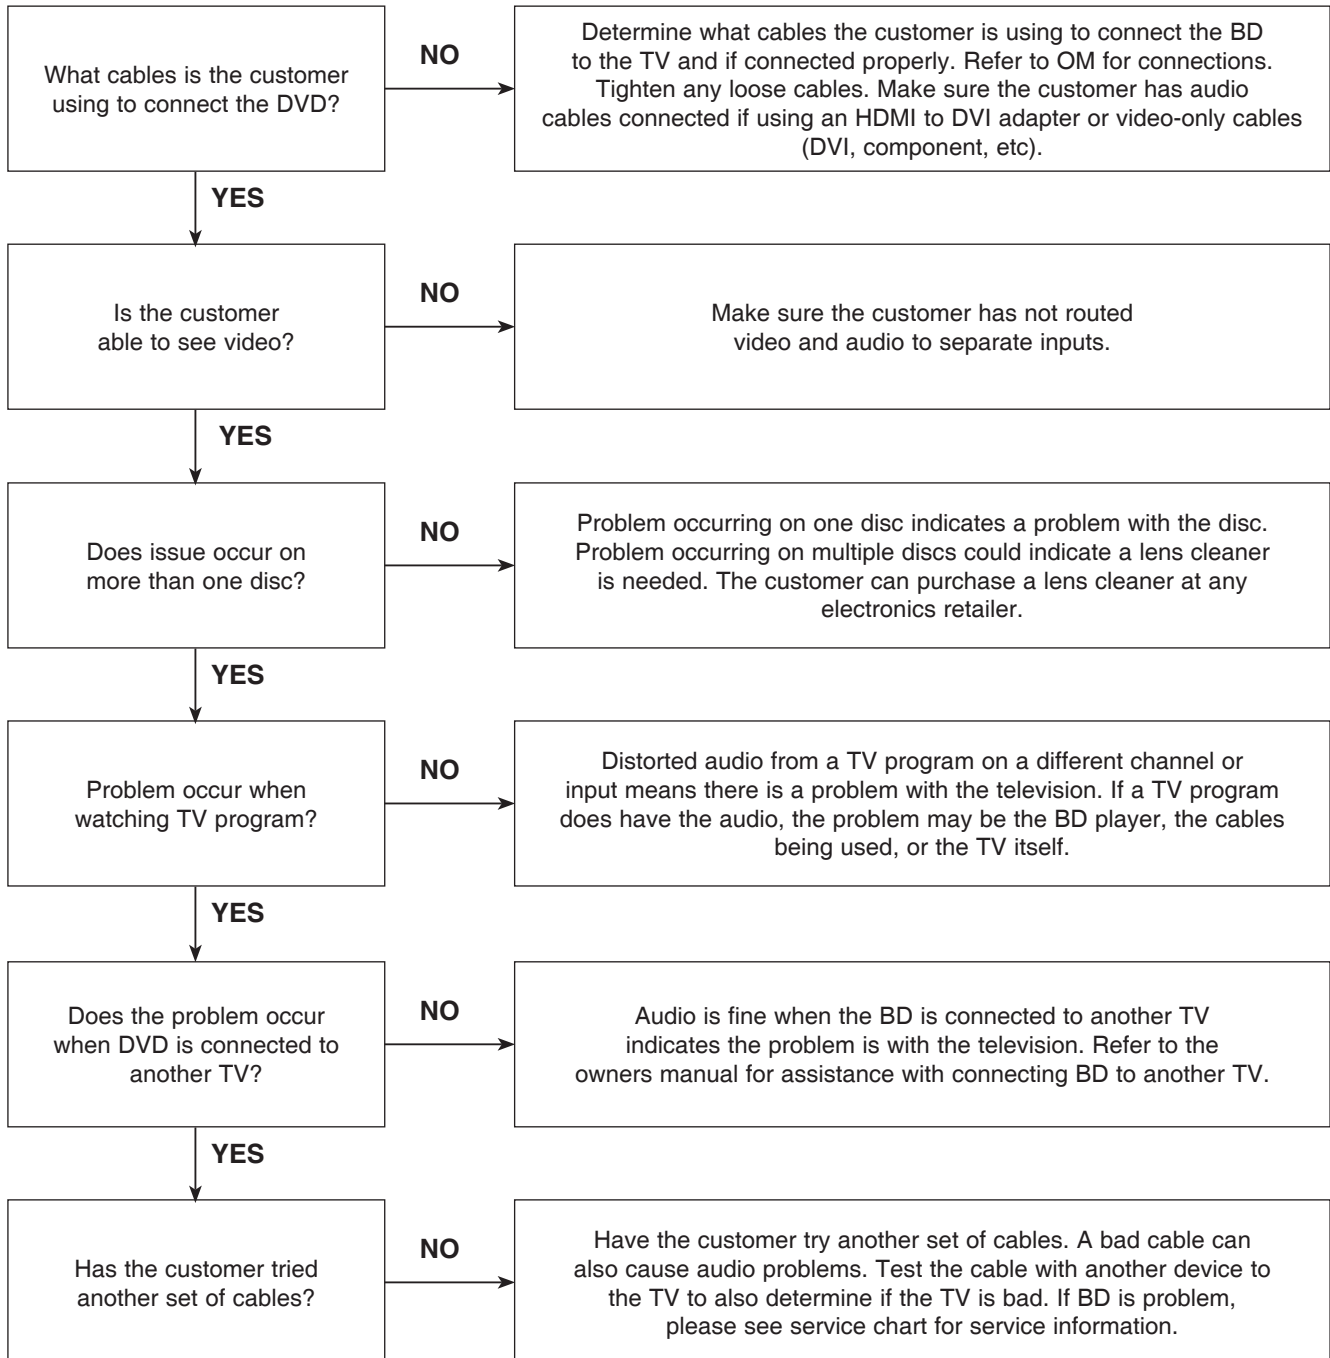 What cables is the customer
using to connect the DVD?
NO
Determine what cables the customer is using to connect the BD
to the TV and if connected properly. Refer to OM for connections.
Tighten any loose cables. Make sure the customer has audio
cables connected if using an HDMI to DVI adapter or video-only cables
(DVI, component, etc).
YES
Is the customer
able to see video?
NO
Make sure the customer has not routed
video and audio to separate inputs.
YES
Does issue occur on
more than one disc?
NO
Problem occurring on one disc indicates a problem with the disc.
Problem occurring on multiple discs could indicate a lens cleaner
is needed. The customer can purchase a lens cleaner at any
electronics retailer.
YES
Problem occur when
watching TV program?
NO
Distorted audio from a TV program on a different channel or
input means there is a problem with the television. If a TV program
does have the audio, the problem may be the BD player, the cables
being used, or the TV itself.
YES
Does the problem occur
when DVD is connected to
another TV?
NO
Audio is fine when the BD is connected to another TV
indicates the problem is with the television. Refer to the
owners manual for assistance with connecting BD to another TV.
YES
Has the customer tried
another set of cables?
NO
Have the customer try another set of cables. A bad cable can
also cause audio problems. Test the cable with another device to
the TV to also determine if the TV is bad. If BD is problem,
please see service chart for service information.